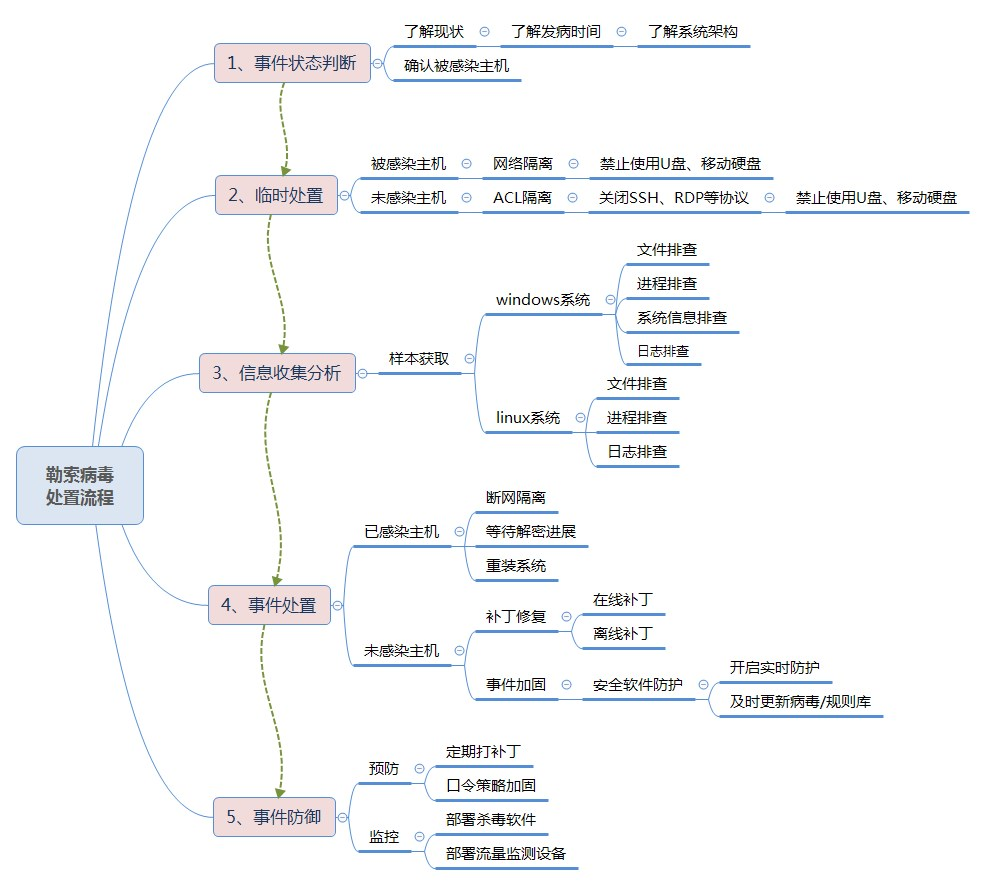 勒索病毒
处置流程
1、事件状态判断
了解现状
了解发病时间
了解系统架构
确认被感染主机
2、临时处置
被感染主机
网络隔离
禁止使用U盘、移动硬盘
未感染主机
ACL隔离
关闭SSH、RDP等协议
禁止使用U盘、移动硬盘
3、信息收集分析
样本获取
windows系统
文件排查
进程排查
系统信息排查
日志排查
linux系统
文件排查
进程排查
日志排查
4、事件处置
已感染主机
断网隔离
等待解密进展
重装系统
未感染主机
补丁修复
在线补丁
离线补丁
事件加固
安全软件防护
开启实时防护
及时更新病毒/规则库
5、事件防御
预防
定期打补丁
口令策略加固
监控
部署杀毒软件
部署流量监测设备